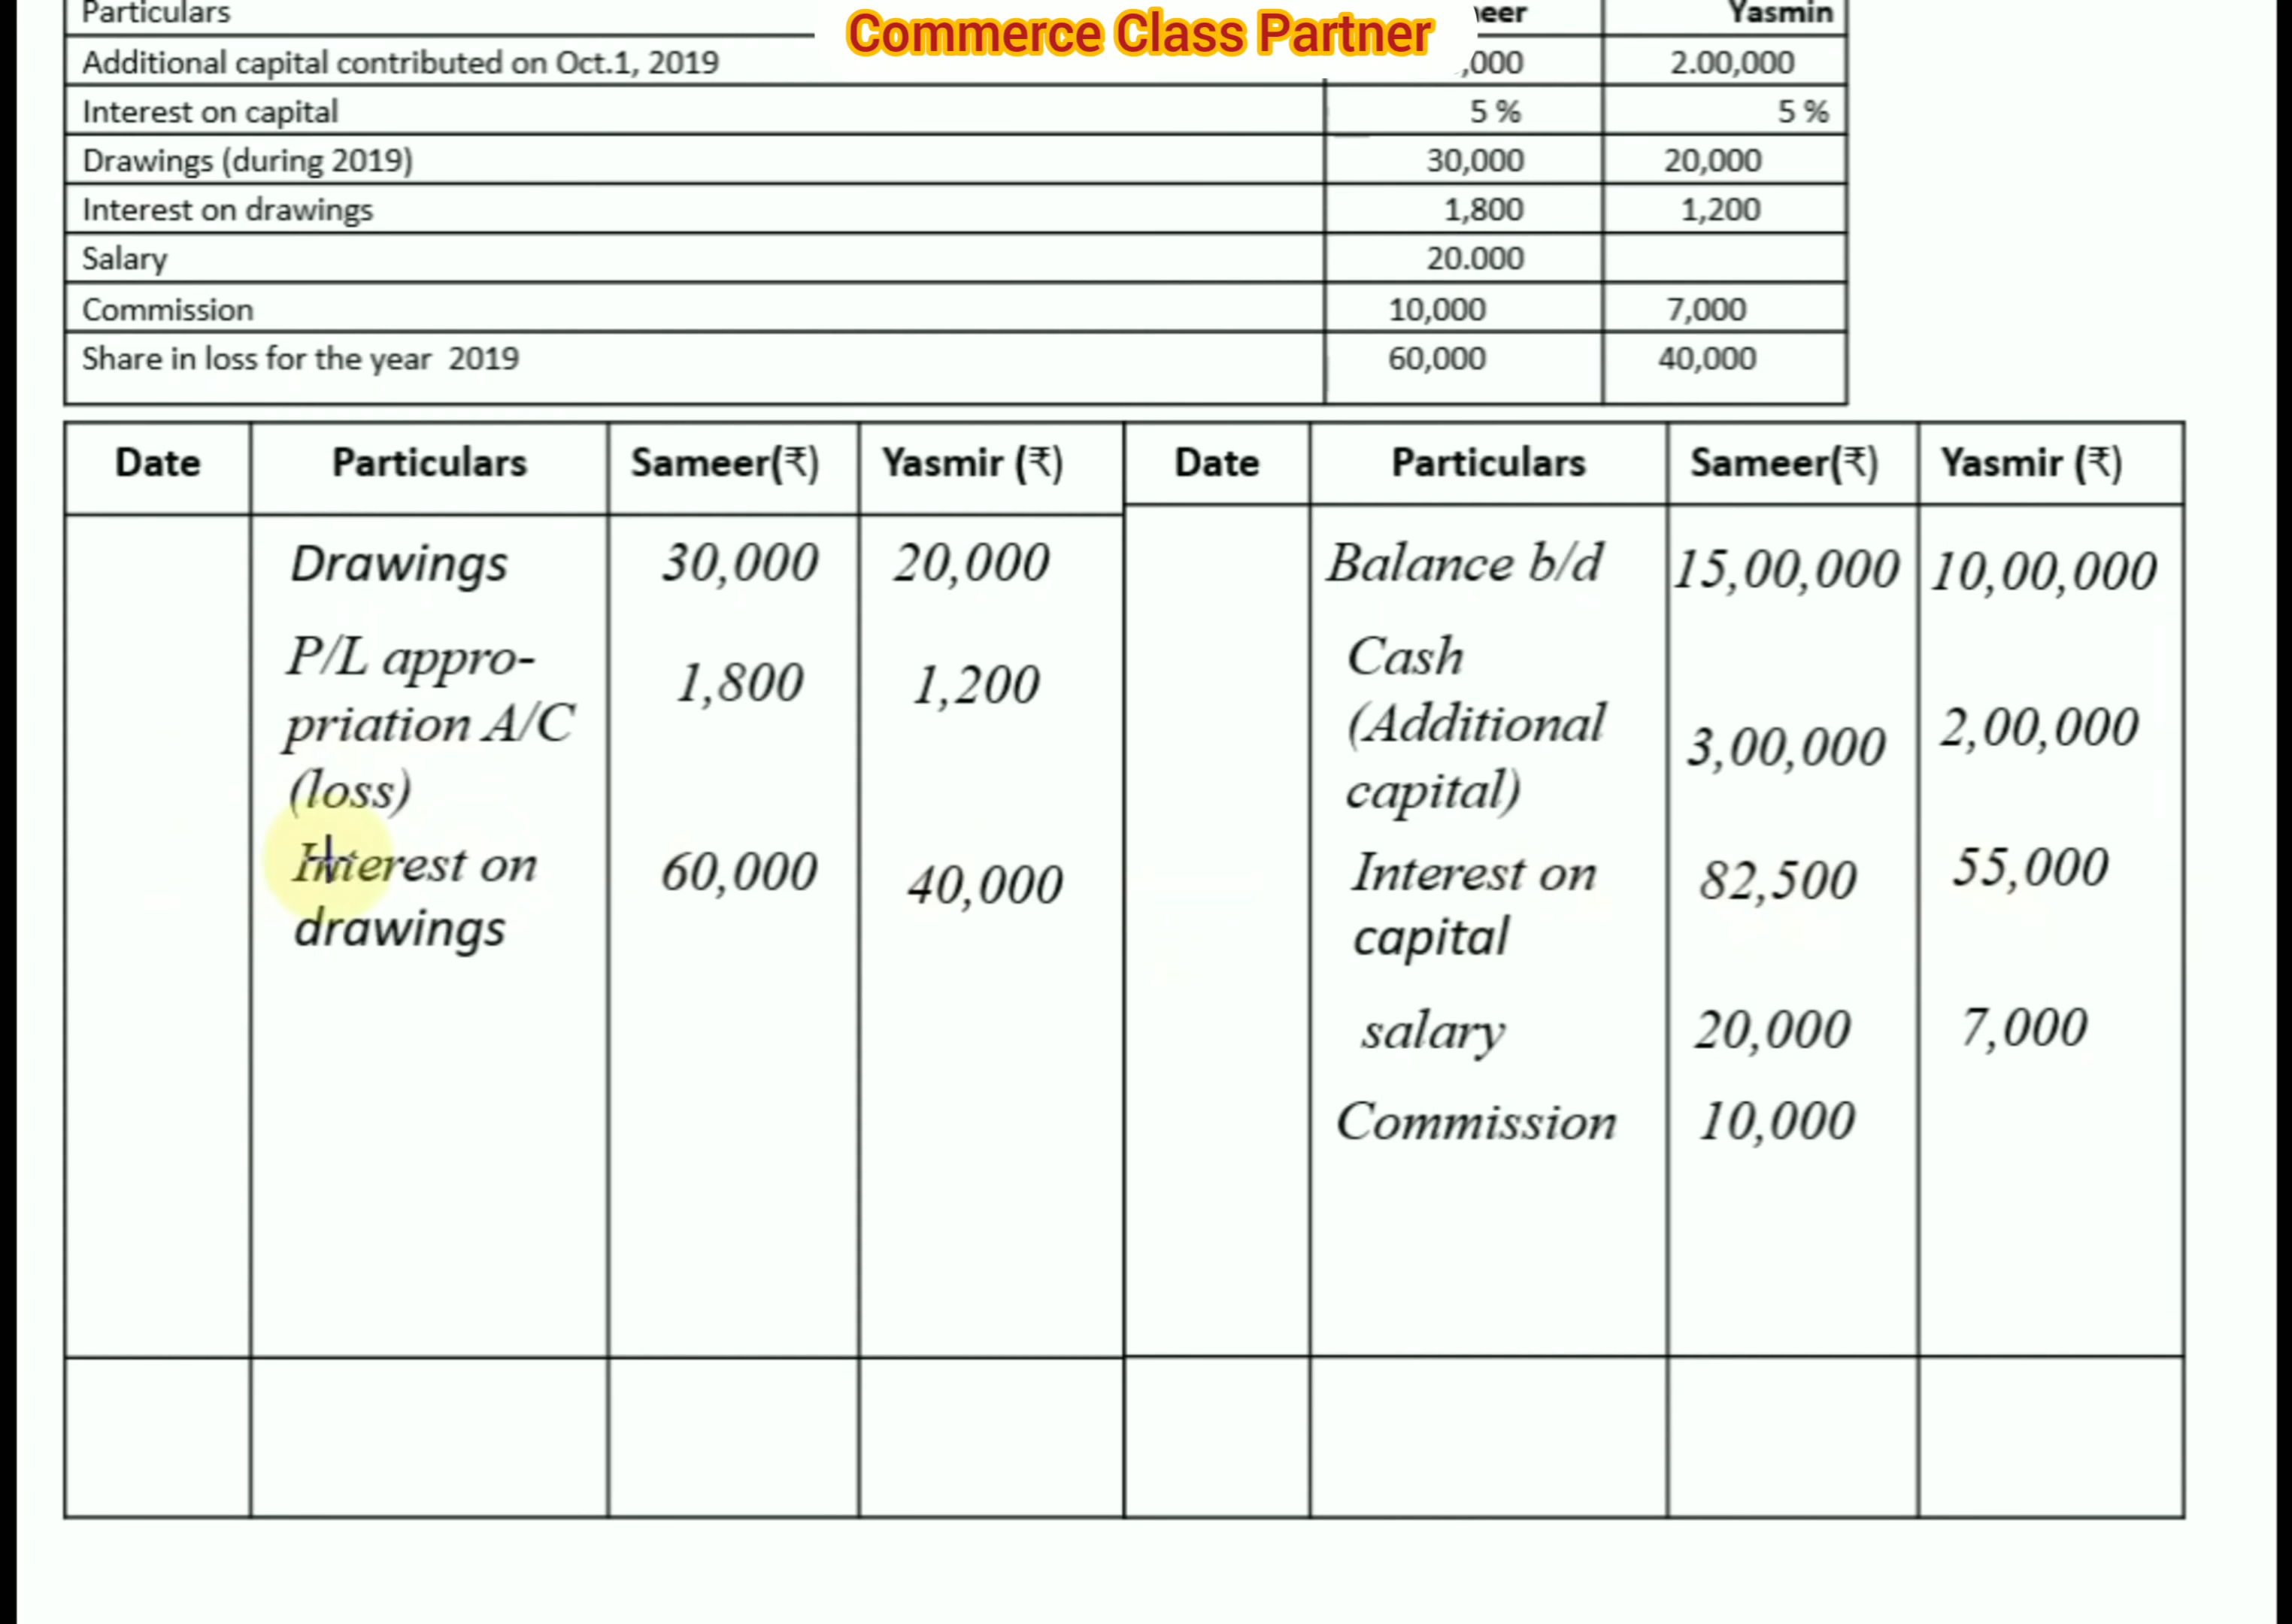 Commerce Class Partner
Particulars Yasmin
Additional capital contributed on Oct.1, 2019 ,000 2.00,000
Interest on capital 5 % 5 %
Drawings (during 2019) 30,000 20,000
Interest on drawings 1,800 1,200
Salary 20.000
Commission 10,000 7,000
Share in loss for the year 2019 60,000 40,000
Date Particulars Sameer(₹) Yasmir (₹) Date Particulars Sameer(₹) Yasmir (₹)
Drawings 30,000 20,000 Balance b/d 15,00,000 10,00,000
P/L appro- 1,800 1,200 Cash
priation A/C (Additional 3,00,000 2,00,000
(loss) capital)
Interest on 60,000 40,000 Interest on 82,500 55,000
drawings capital
salary 20,000 7,000
Commission 10,000